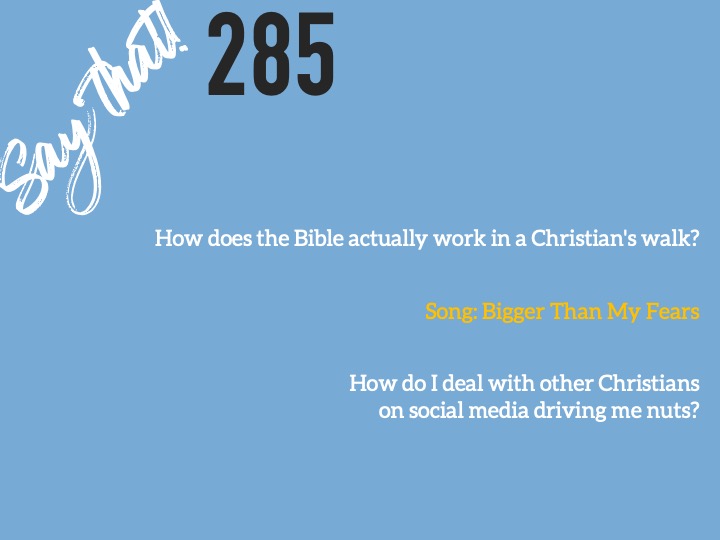 Say that!
285
How does the Bible actually work in a Christian's walk?
Song: Bigger Than My Fears
How do I deal with other Christians
on social media driving me nuts?